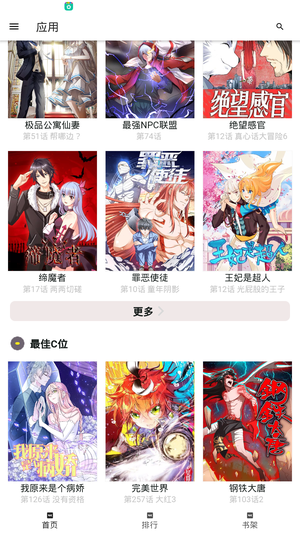 应用
绝望感官
极品公寓仙妻
最强NPC联盟
绝望感官
第51话 帮哪边？
第74话
第12话 真心话大冒险6
缔魔者
罪恶使徒
王妃是超人
缔魔者
罪恶使徒
王妃是超人
第17话 两两切磋
第10话 童年阴影
第12话 光屁股的王子
更多
最佳C位
我原来是个病娇
钢铁大唐
我原来是个病娇
完美世界
钢铁大唐
第126话 没有资格
第257话 大红3
第103话2
首页
排行
书架